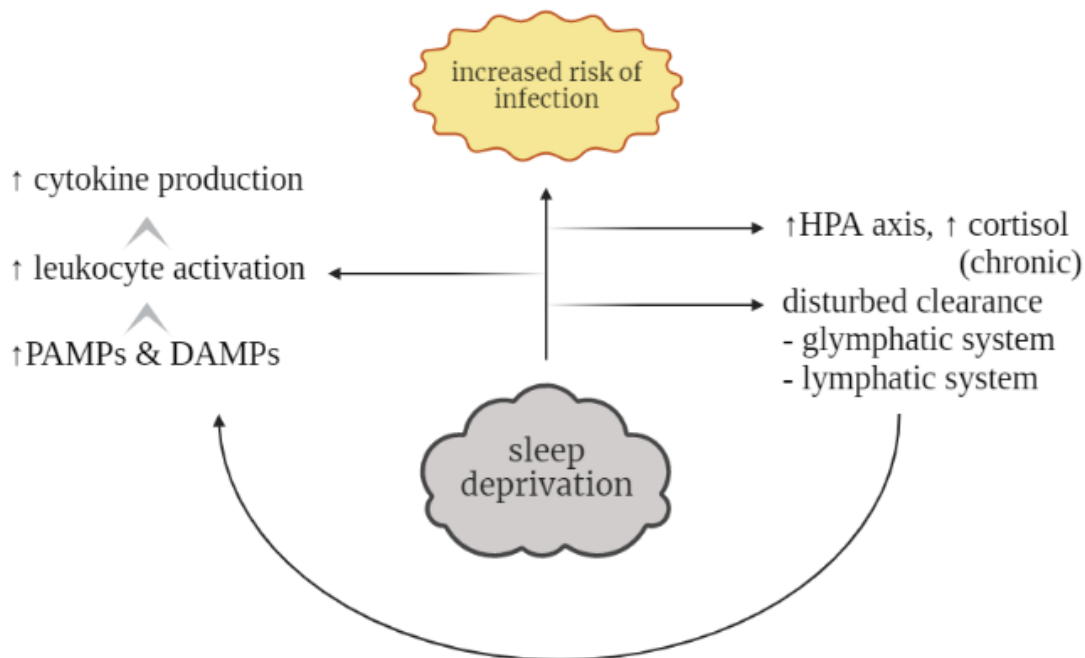 increased risk of
infection
↑ cytokine production
↑ leukocyte activation
↑PAMPs & DAMPs
↑HPA axis, ↑ cortisol
(chronic)
disturbed clearance
- glymphatic system
- lymphatic system
sleep
deprivation